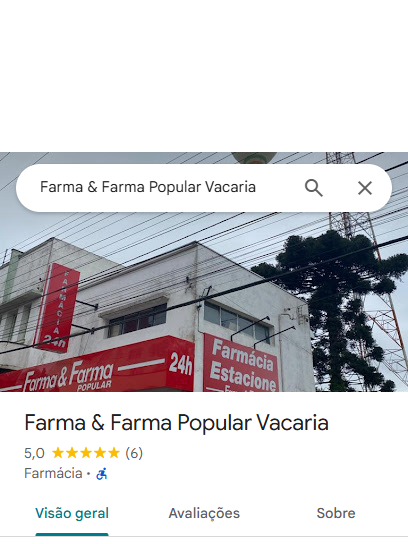 Farma & Farma Popular Vacaria
FARMÁCIA
24h
Farma & Farma
POPULAR
24h
Farmácia
Estacione
Farma & Farma Popular Vacaria
5,0 (6)
Farmácia ·
Visão geral
Avaliações
Sobre